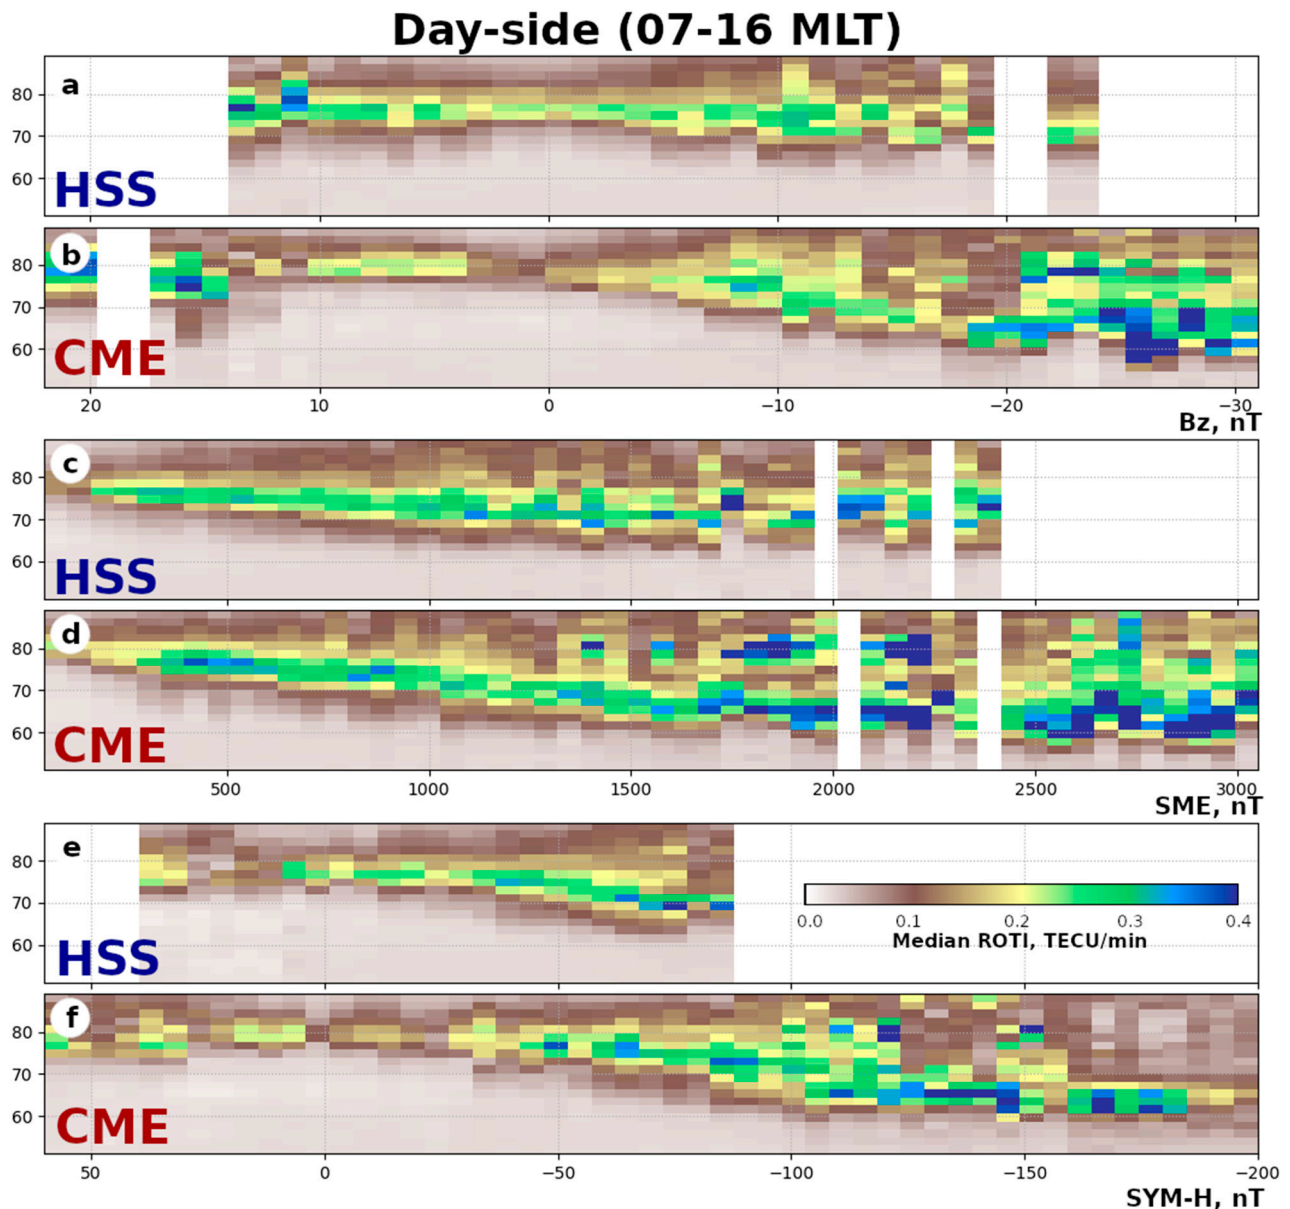 Day-side (07-16 MLT)
a
80
70
60
HSS
b
80
70
60
CME
20 10 0 −10 −20 −30
Bz, nT
c
80
70
60
HSS
d
80
70
60
CME
500 1000 1500 2000 2500 3000
SME, nT
e
80
70
60
HSS
0.0 0.1 0.2 0.3 0.4
Median ROTI, TECU/min
f
80
70
60
CME
50 0 −50 −100 −150 −200
SYM-H, nT